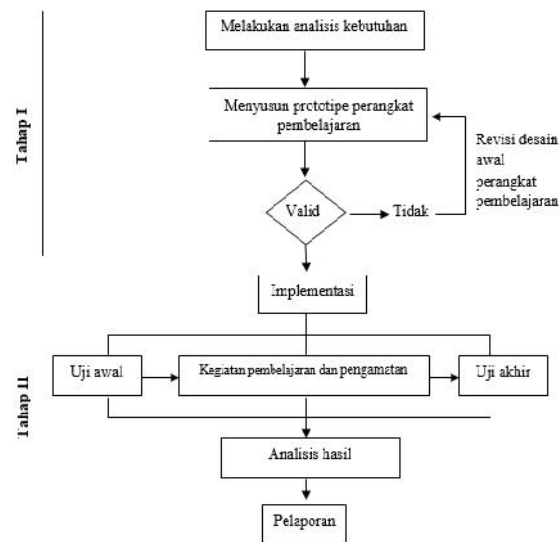 Melakukan analisis kebutuhan
Tahap I
Menyusun prototipe perangkat
pembelajaran
Revisi desain
awal
perangkat
pembelajaran
Valid
Tidak
Implementasi
Tahap II
Uji awal
Kegiatan pembelajaran dan pengamatan
Uji akhir
Analisis hasil
Pelaporan